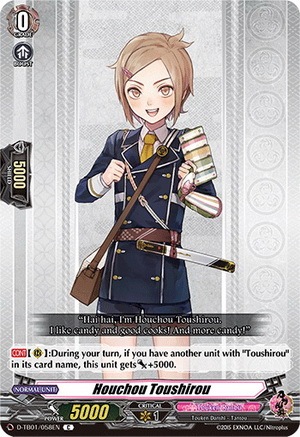 0
GRADE
BOOST
5000
SHIELD
"Hai hai, I'm Houchou Toushirou.
I like candy and good cooks! And more candy!"
CONT【(R)】:During your turn, if you have another unit with "Toushirou"
in its card name, this unit gets +5000.
NORMAL UNIT
Houchou Toushirou
POWER 5000
CRITICAL
1
Touken Danshi - Tantou
D-TB01/058EN C
©2015 EXNOA LLC/Nitroplus